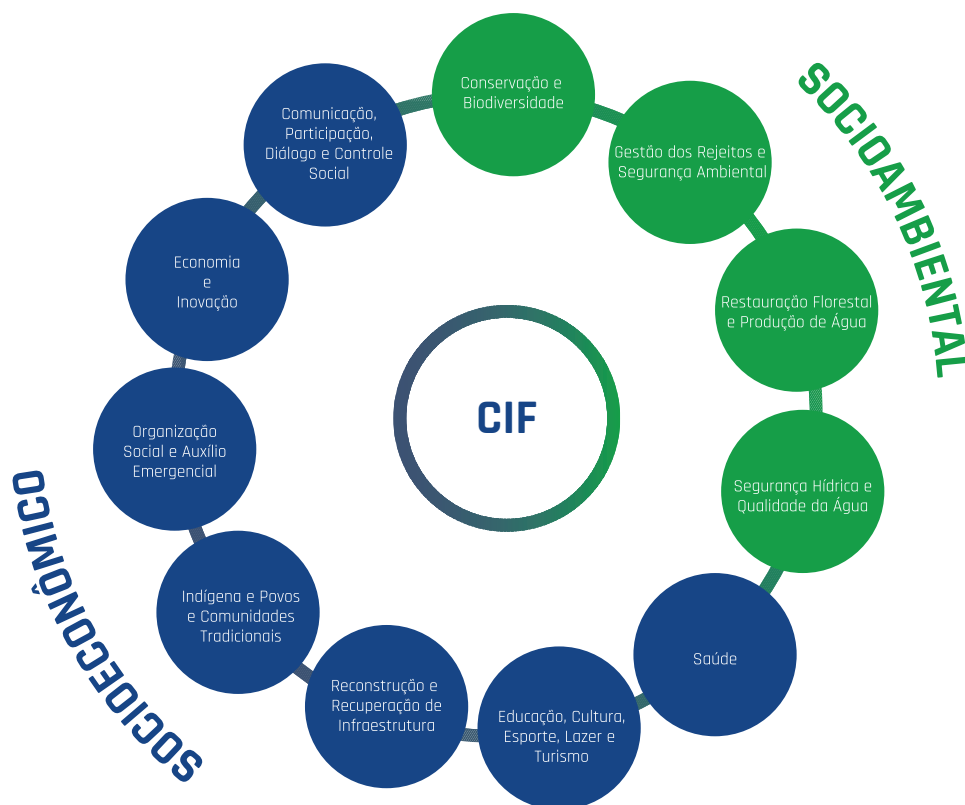 Conservação e
Biodiversidade
Gestão dos Rejeitos e
Segurança Ambiental
Restauração Florestal
e Produção de Água
Segurança Hídrica e
Qualidade da Água
Saúde
Educação, Cultura,
Esporte, Lazer e
Turismo
Reconstrução e
Recuperação de
Infraestrutura
Indígena e Povos
e Comunidades
Tradicionais
Organização
Social e Auxílio
Emergencial
Economia
e
Inovação
Comunicação,
Participação,
Diálogo e Controle
Social
CIF
SOCIOAMBIENTAL
SOCIOECONÔMICO